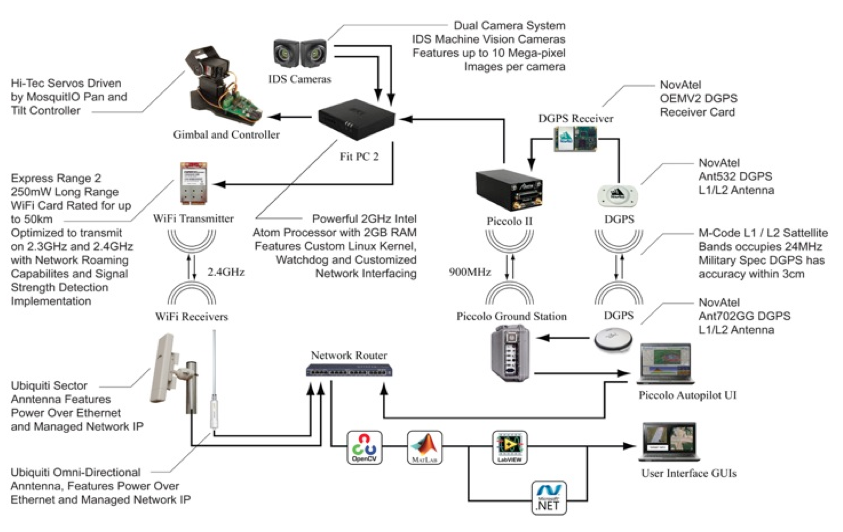 Dual Camera System
IDS Machine Vision Cameras
Features up to 10 Mega-pixel
Images per camera
IDS Cameras
Hi-Tec Servos Driven
by MosquitIO Pan and
Tilt Controller
Gimbal and Controller
Fit PC 2
DGPS Receiver
NovAtel
OEMV2 DGPS
Receiver Card
Express Range 2
250mW Long Range
WiFi Card Rated for up
to 50km
Optimized to transmit
on 2.3GHz and 2.4GHz
with Network Roaming
Capabilites and Signal
Strength Detection
Implementation
WiFi Transmitter
Powerful 2GHz Intel
Atom Processor with 2GB RAM
Features Custom Linux Kernel,
Watchdog and Customized
Network Interfacing
Piccolo II
DGPS
NovAtel
Ant532 DGPS
L1/L2 Antenna
M-Code L1 / L2 Sattellite
Bands occupies 24MHz
Military Spec DGPS has
accuracy within 3cm
2.4GHz
900MHz
WiFi Receivers
Piccolo Ground Station
DGPS
NovAtel
Ant702GG DGPS
L1/L2 Antenna
Network Router
Piccolo Autopilot UI
Ubiquiti Sector
Anntenna Features
Power Over Ethernet
and Managed Network IP
OpenCV
MATLAB
LabVIEW
Microsoft
.NET
User Interface GUIs
Ubiquiti Omni-Directional
Anntenna, Features Power Over
Ethernet and Managed Network IP